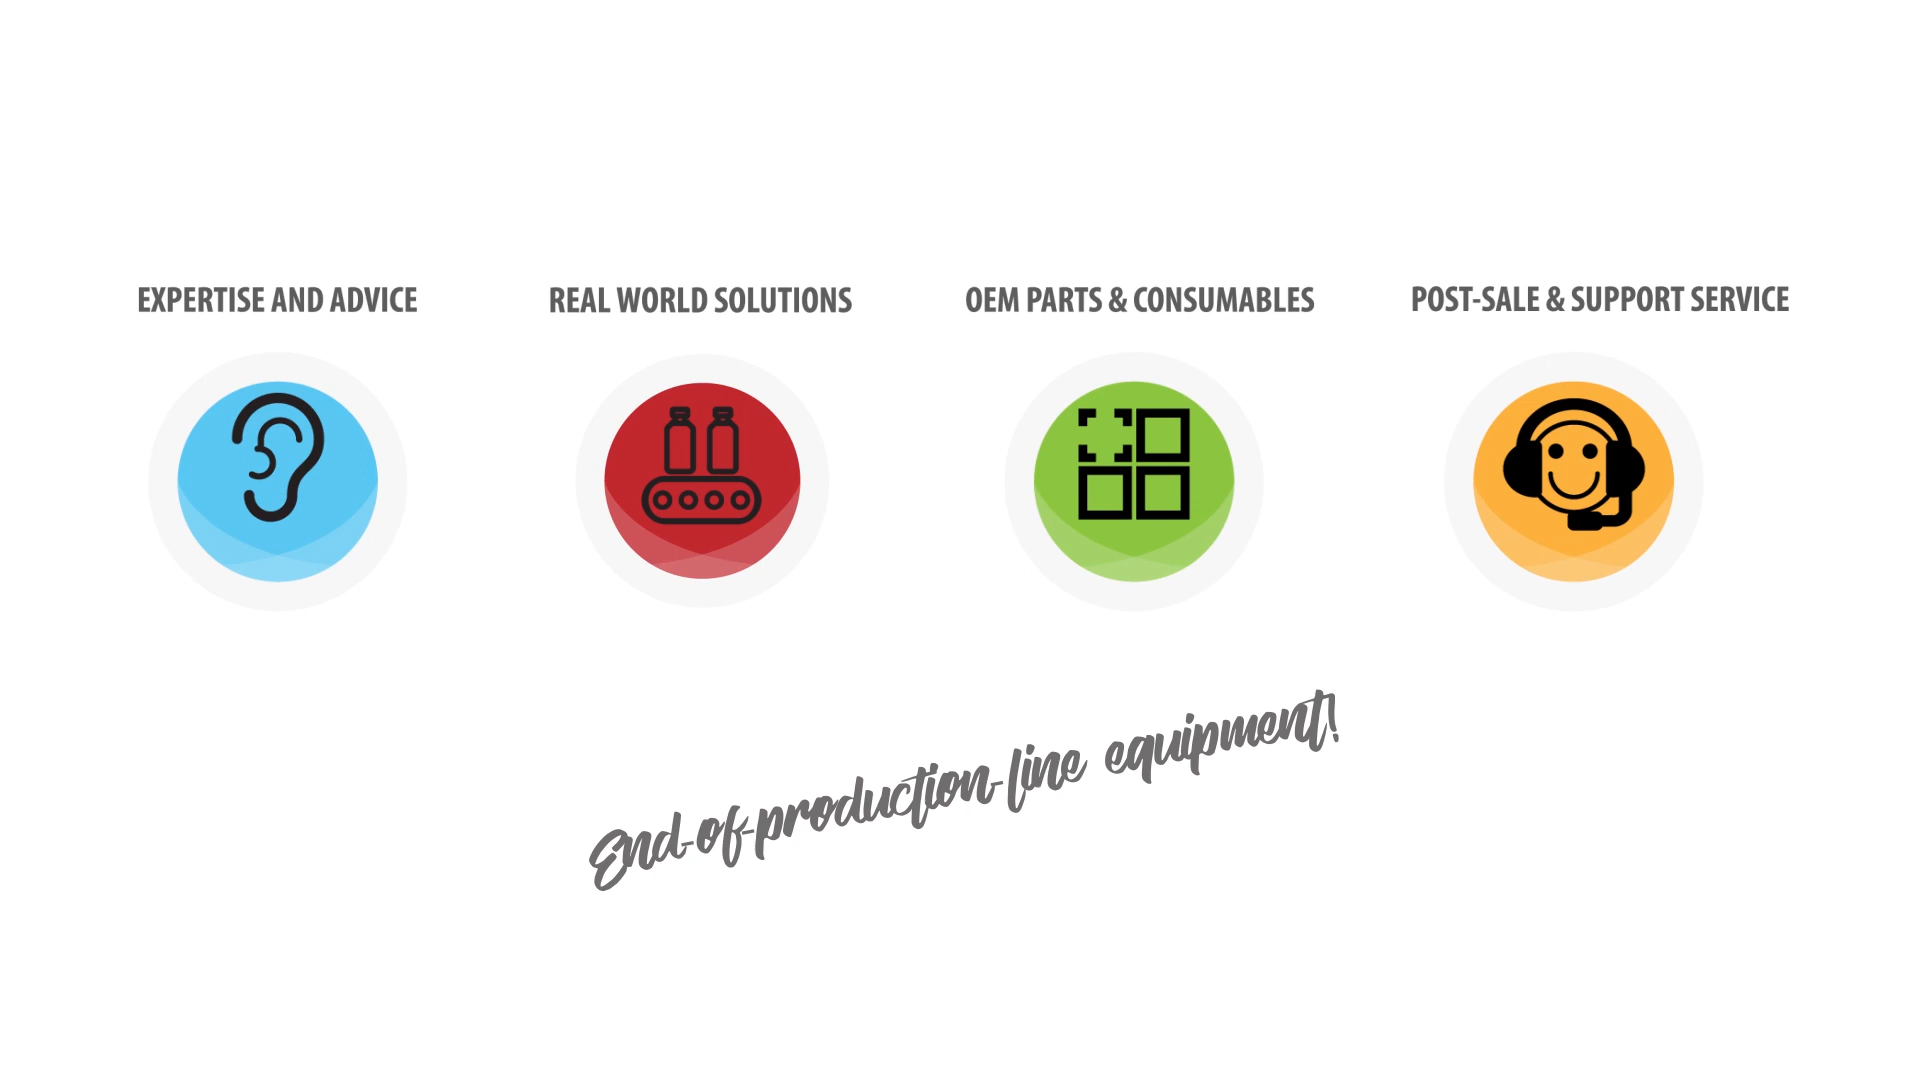 EXPERTISE AND ADVICE
REAL WORLD SOLUTIONS
OEM PARTS & CONSUMABLES
POST-SALE & SUPPORT SERVICE
End-of-production-line equipment!